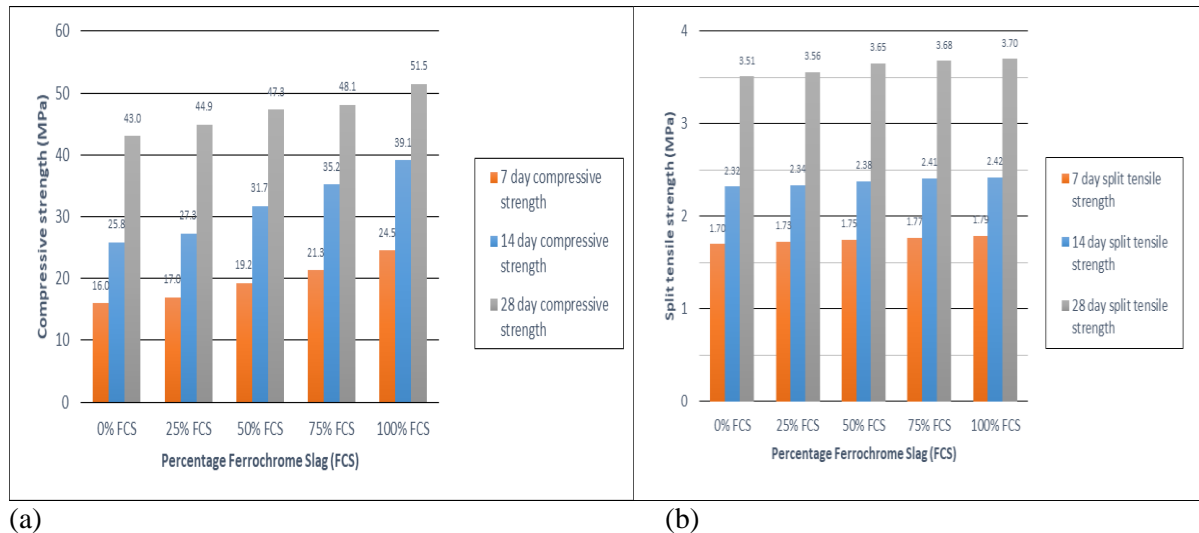 60
50
40
30
20
10
0
Compressive strength (MPa)
16.0
25.8
43.0
17.0
27.3
44.9
19.2
31.7
47.3
21.3
35.2
48.1
24.5
39.1
51.5
0% FCS
25% FCS
50% FCS
75% FCS
100% FCS
Percentage Ferrochrome Slag (FCS)
7 day compressive
strength
14 day compressive
strength
28 day compressive
strength
(a)
4
3
2
1
0
Split tensile strength (MPa)
1.70
2.32
3.51
1.73
2.34
3.56
1.75
2.38
3.65
1.77
2.41
3.68
1.79
2.42
3.70
0% FCS
25% FCS
50% FCS
75% FCS
100% FCS
Percentage Ferrochrome Slag (FCS)
7 day split tensile
strength
14 day split tensile
strength
28 day split tensile
strength
(b)